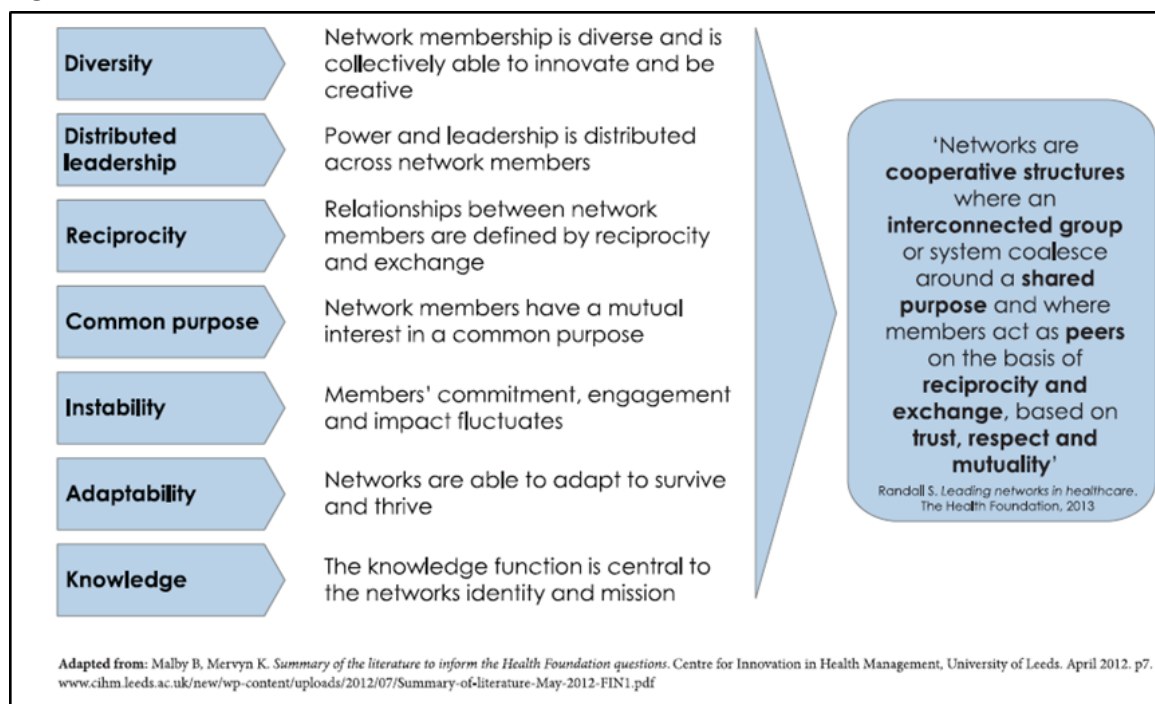 Diversity
Network membership is diverse and is
collectively able to innovate and be
creative
Distributed
leadership
Power and leadership is distributed
across network members
Reciprocity
Relationships between network
members are defined by reciprocity
and exchange
Common purpose
Network members have a mutual
interest in a common purpose
Instability
Members' commitment, engagement
and impact fluctuates
Adaptability
Networks are able to adapt to survive
and thrive
Knowledge
The knowledge function is central to
the networks identity and mission
'Networks are
cooperative structures
where an
interconnected group
or system coalesce
around a shared
purpose and where
members act as peers
on the basis of
reciprocity and
exchange, based on
trust, respect and
mutuality'
Randall S. Leading networks in healthcare.
The Health Foundation, 2013
Adapted from: Malby B, Mervyn K. Summary of the literature to inform the Health Foundation questions. Centre for Innovation in Health Management, University of Leeds. April 2012. p7.
www.cihm.leeds.ac.uk/new/wp-content/uploads/2012/07/Summary-of-literature-May-2012-FIN1.pdf